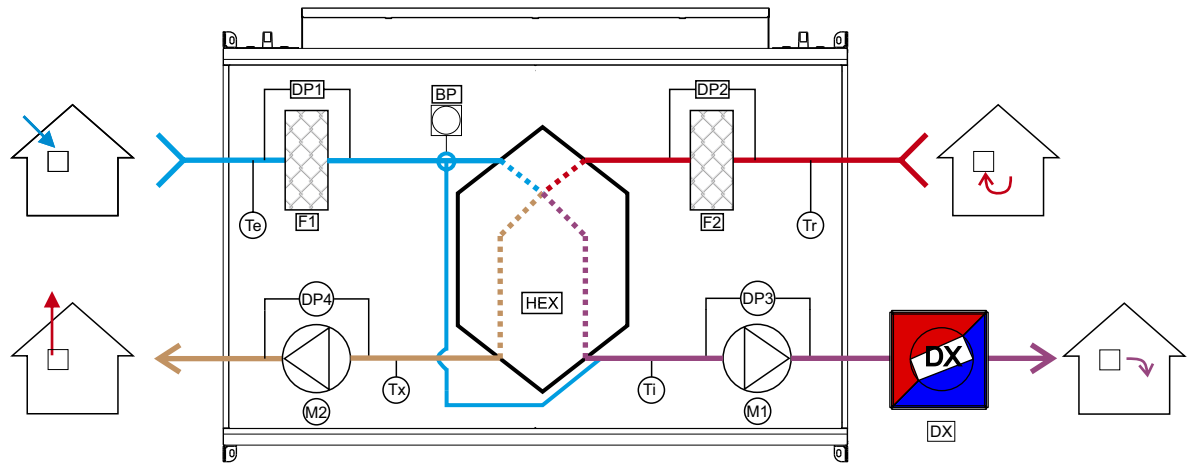 DP1
BP
DP2
Te
F1
F2
Tr
DP4
HEX
DP3
DX
Tx
Ti
M2
M1
DX